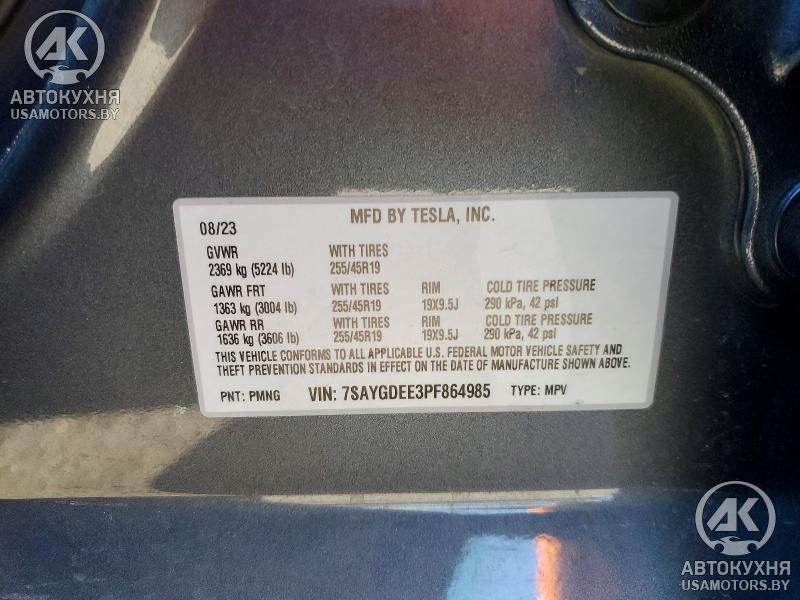 АК
АВТОКУХНЯ
USAMOTORS.BY
08/23 MFD BY TESLA, INC.
GVWR WITH TIRES
2369 kg (5224 lb) 255/45R19
GAWR FRT WITH TIRES RIM COLD TIRE PRESSURE
1363 kg (3004 lb) 255/45R19 19X9.5J 290 kPa, 42 psi
GAWR RR WITH TIRES RIM COLD TIRE PRESSURE
1636 kg (3606 lb) 255/45R19 19X9.5J 290 kPa, 42 psi
THIS VEHICLE CONFORMS TO ALL APPLICABLE U.S. FEDERAL MOTOR VEHICLE SAFETY AND
THEFT PREVENTION STANDARDS IN EFFECT ON THE DATE OF MANUFACTURE SHOWN ABOVE.
PNT: PMNG VIN: 7SAYGDEE3PF864985 TYPE: MPV
АК
АВТОКУХНЯ
USAMOTORS.BY